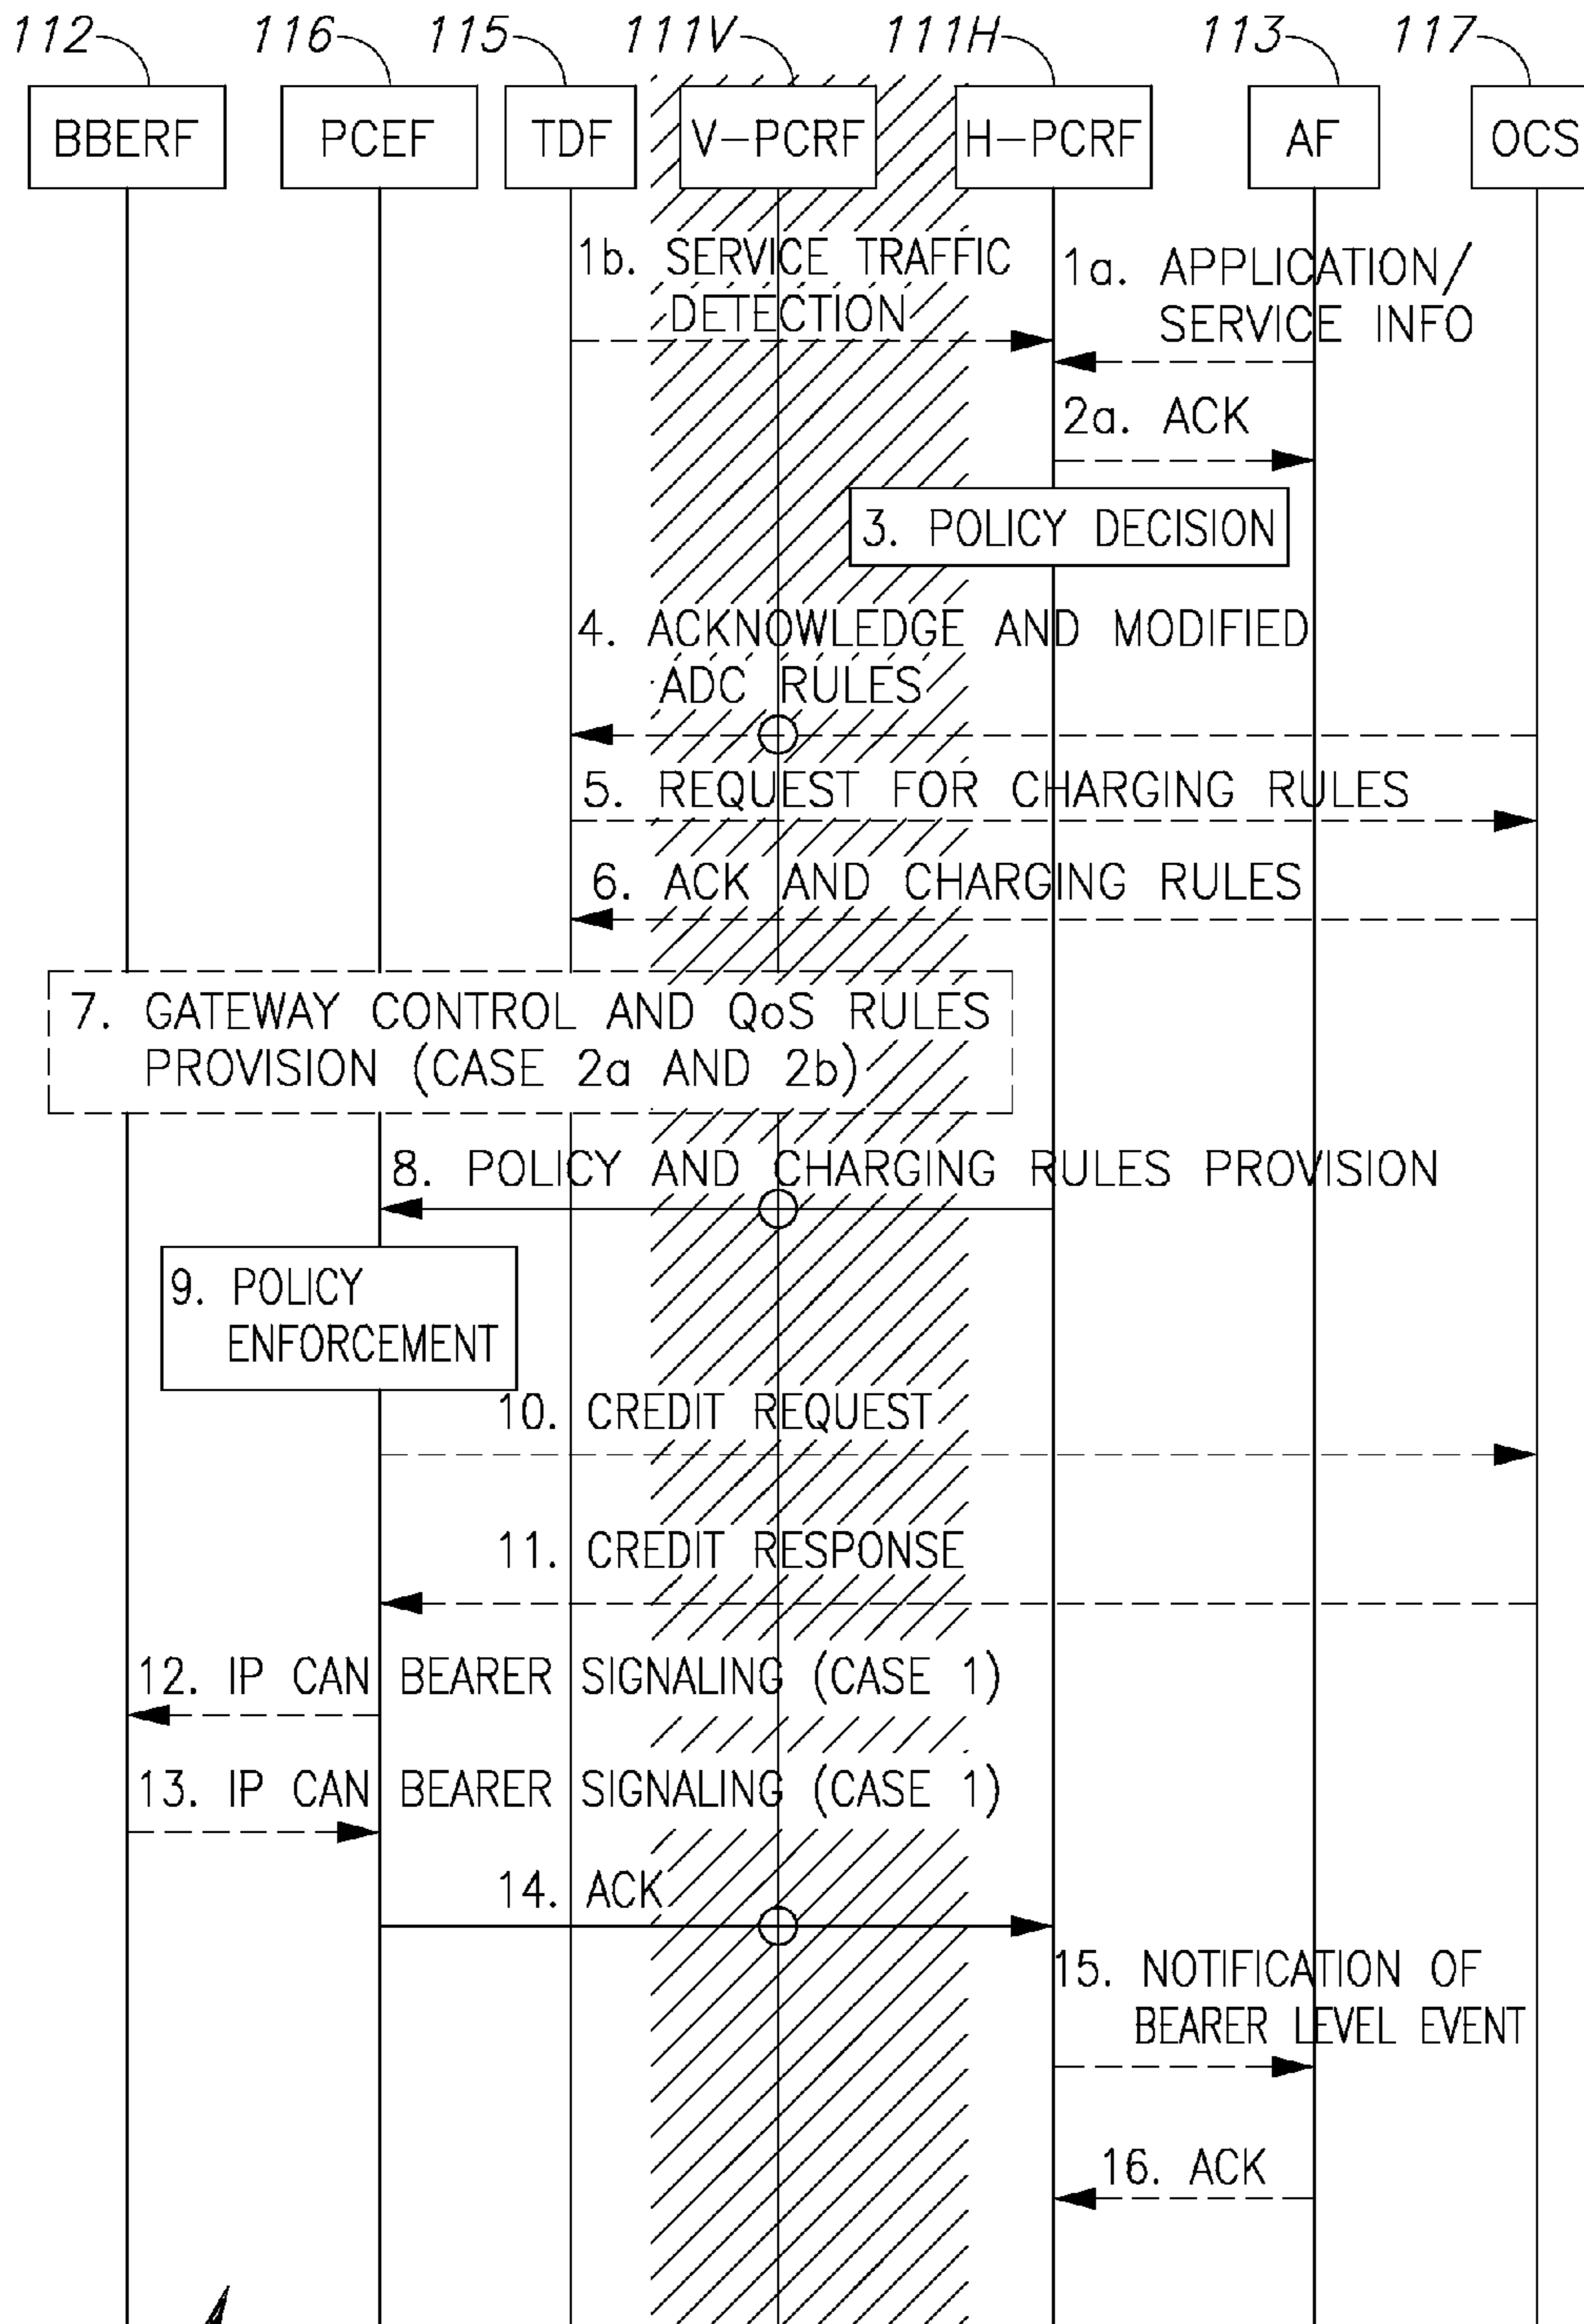 112 116 115 111V 111H 113 117
BBERF PCEF TDF V-PCRF H-PCRF AF OCS
1b. SERVICE TRAFFIC
DETECTION
1a. APPLICATION/
SERVICE INFO
2a. ACK
3. POLICY DECISION
4. ACKNOWLEDGE AND MODIFIED
ADC RULES
5. REQUEST FOR CHARGING RULES
6. ACK AND CHARGING RULES
7. GATEWAY CONTROL AND QoS RULES
PROVISION (CASE 2a AND 2b)
8. POLICY AND CHARGING RULES PROVISION
9. POLICY
ENFORCEMENT
10. CREDIT REQUEST
11. CREDIT RESPONSE
12. IP CAN BEARER SIGNALING (CASE 1)
13. IP CAN BEARER SIGNALING (CASE 1)
14. ACK
15. NOTIFICATION OF
BEARER LEVEL EVENT
16. ACK